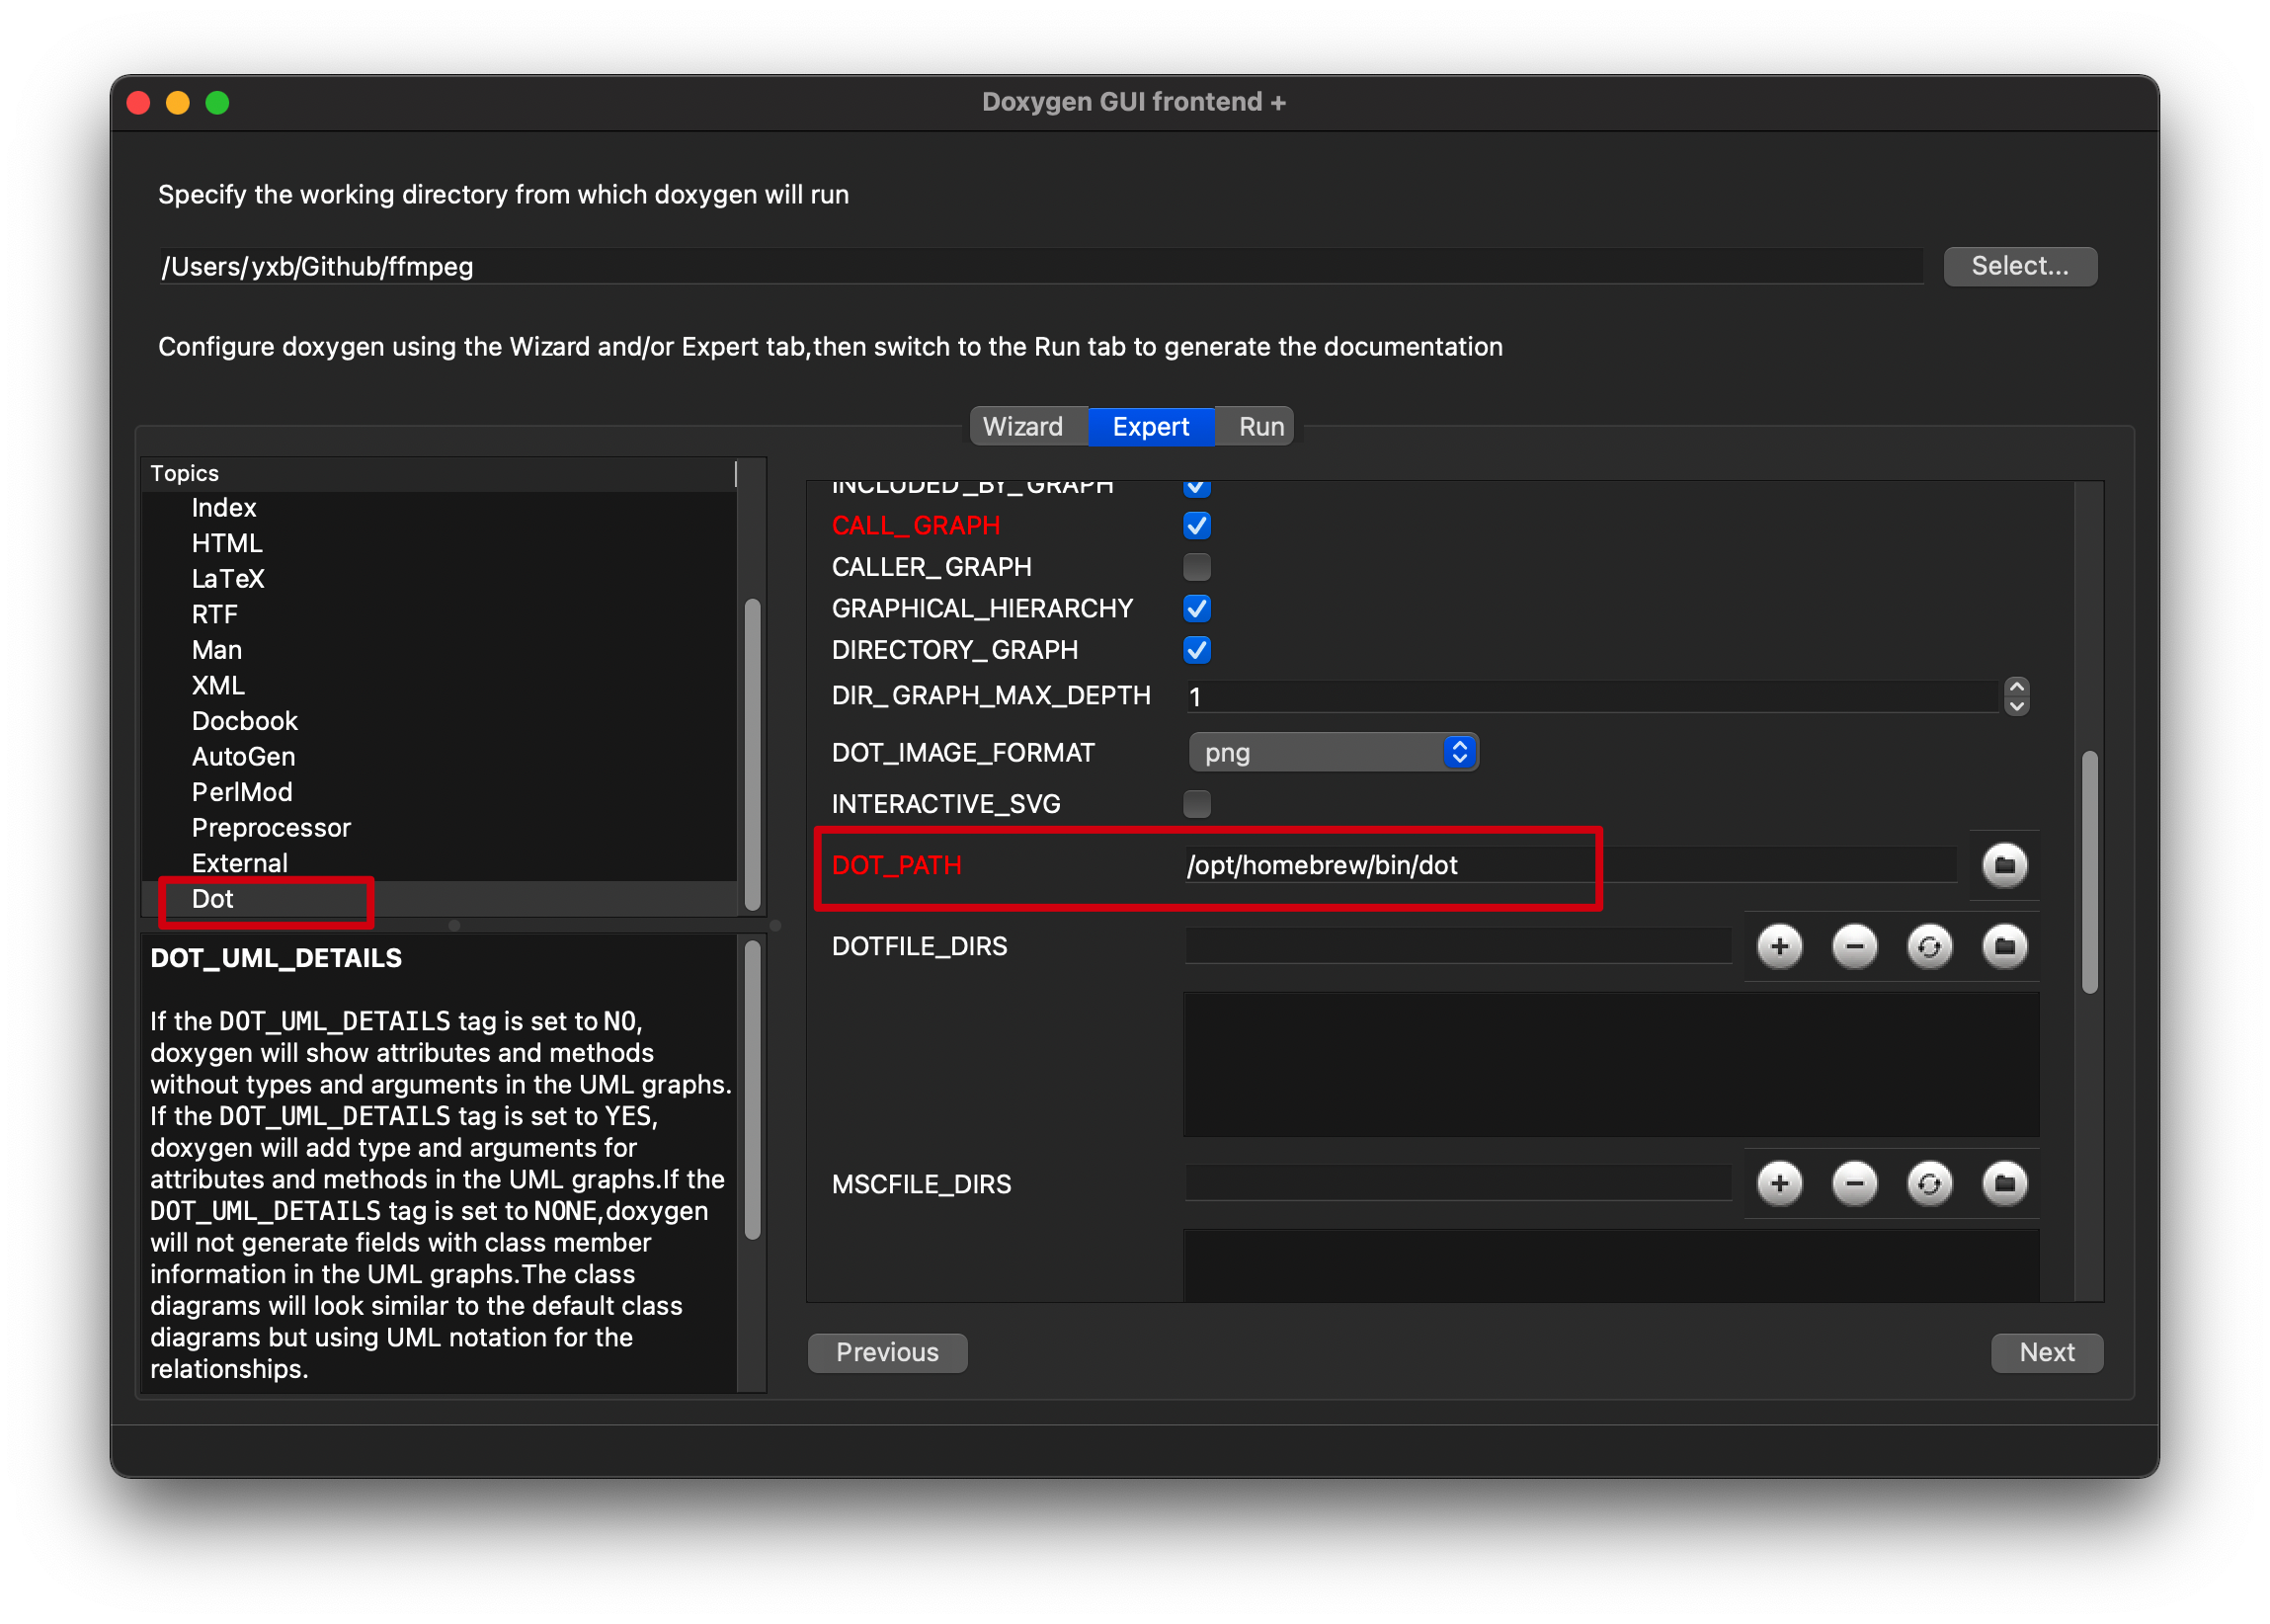 Doxygen GUI frontend +
Specify the working directory from which doxygen will run
/Users/yxb/Github/ffmpeg
Select...
Configure doxygen using the Wizard and/or Expert tab,then switch to the Run tab to generate the documentation
Wizard
Expert
Run
Topics
Index
HTML
LaTeX
RTF
Man
XML
Docbook
AutoGen
PerlMod
Preprocessor
External
Dot
DOT_UML_DETAILS
If the DOT_UML_DETAILS tag is set to NO,
doxygen will show attributes and methods
without types and arguments in the UML graphs.
If the DOT_UML_DETAILS tag is set to YES,
doxygen will add type and arguments for
attributes and methods in the UML graphs.If the
DOT_UML_DETAILS tag is set to NONE,doxygen
will not generate fields with class member
information in the UML graphs.The class
diagrams will look similar to the default class
diagrams but using UML notation for the
relationships.
INCLUDED_BY_GRAPH
CALL_GRAPH
CALLER_GRAPH
GRAPHICAL_HIERARCHY
DIRECTORY_GRAPH
DIR_GRAPH_MAX_DEPTH
1
DOT_IMAGE_FORMAT
png
INTERACTIVE_SVG
DOT_PATH
/opt/homebrew/bin/dot
DOTFILE_DIRS
MSCFILE_DIRS
Previous
Next